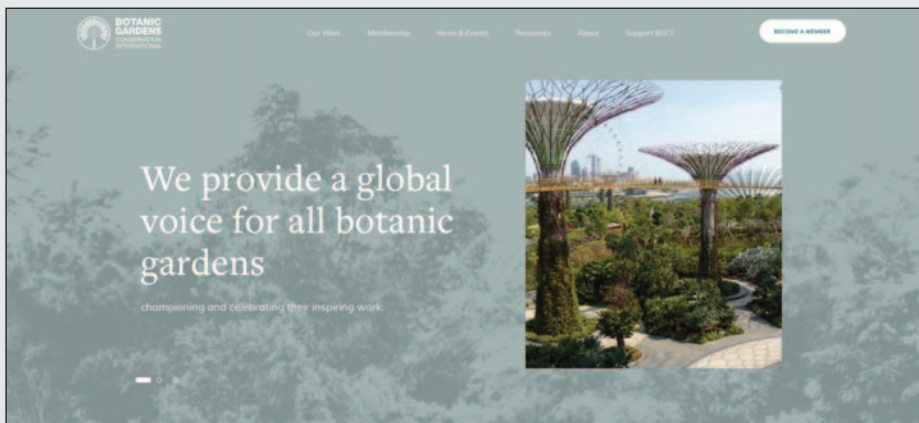 BOTANIC
GARDENS
CONSERVATION
INTERNATIONAL
Our Work Membership News & Events Resources About Support BGCI
BECOME A MEMBER
We provide a global
voice for all botanic
gardens
championing and celebrating their inspiring work.